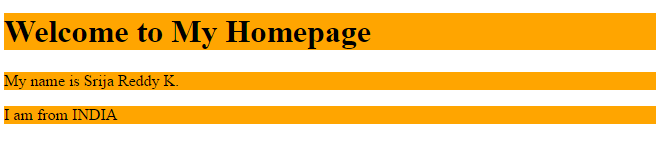 Welcome to My Homepage
My name is Srija Reddy K.
I am from INDIA